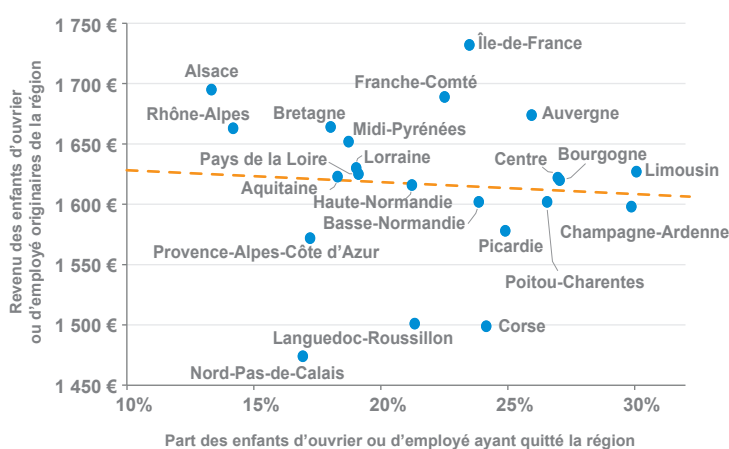 1 750 €
1 700 €
1 650 €
1 600 €
1 550 €
1 500 €
1 450 €
Revenu des enfants d'ouvrier
ou d'employé originaires de la région
Île-de-France
Alsace
Franche-Comté
Rhône-Alpes
Bretagne
Auvergne
Midi-Pyrénées
Pays de la Loire
Lorraine
Centre
Bourgogne
Limousin
Aquitaine
Haute-Normandie
Basse-Normandie
Champagne-Ardenne
Picardie
Provence-Alpes-Côte d'Azur
Poitou-Charentes
Languedoc-Roussillon
Corse
Nord-Pas-de-Calais
10% 15% 20% 25% 30%
Part des enfants d'ouvrier ou d'employé ayant quitté la région